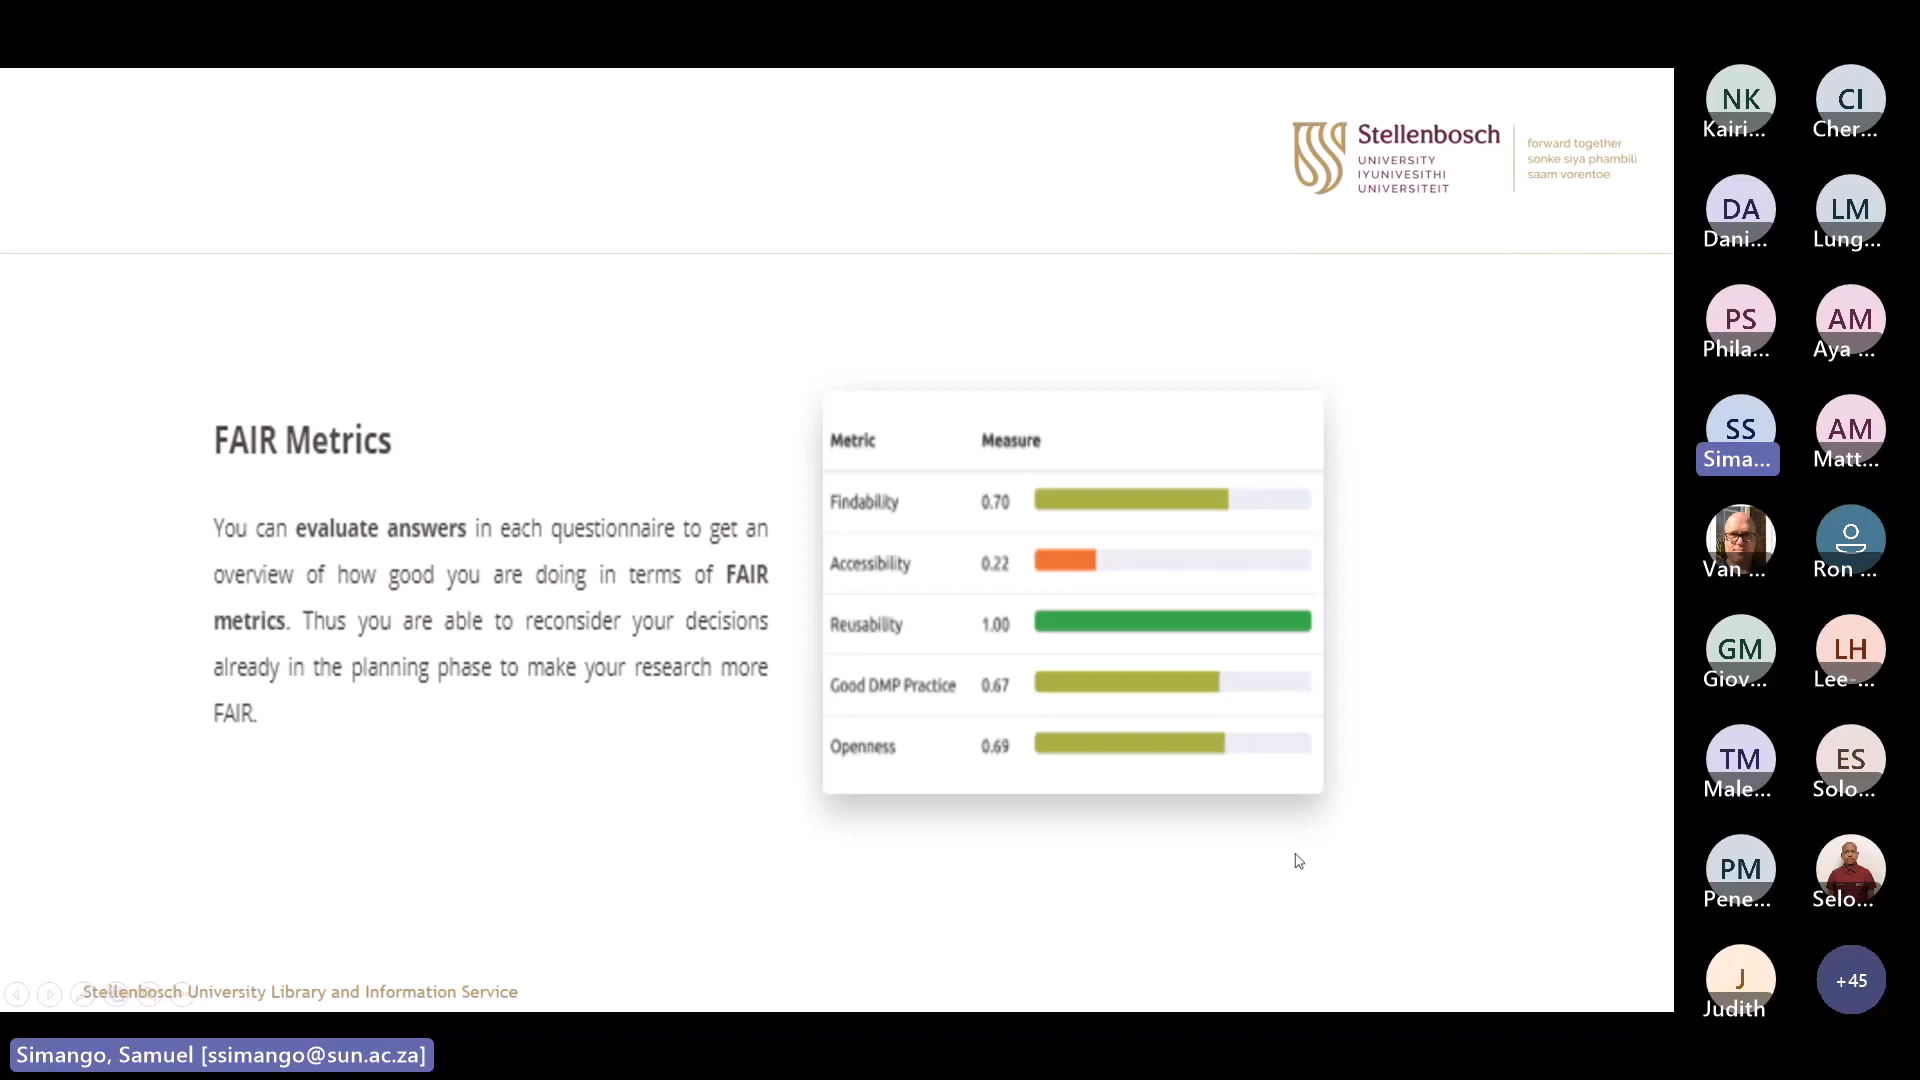 Stellenbosch
UNIVERSITY
IYUNIVESITHI
UNIVERSITEIT
forward together
sonke siya phambili
saam vorentoe
FAIR Metrics
You can evaluate answers in each questionnaire to get an
overview of how good you are doing in terms of FAIR
metrics. Thus you are able to reconsider your decisions
already in the planning phase to make your research more
FAIR.
Metric Measure
Findability 0.70
Accessibility 0.22
Reusability 1.00
Good DMP Practice 0.67
Openness 0.69
Stellenbosch University Library and Information Service
Simango, Samuel [ssimango@sun.ac.za]
NK CI
Kairi... Cher...
DA LM
Dani... Lung...
PS AM
Phila... Aya ...
SS AM
Sima... Matt...
Van ... Ron ...
GM LH
Giov... Lee-...
TM ES
Male... Solo...
PM
Pene... Selo...
J +45
Judith